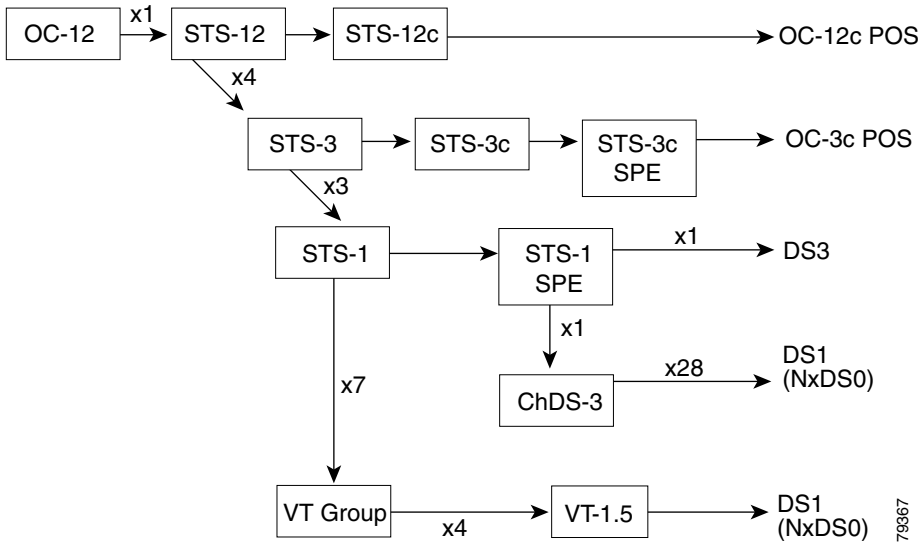 x1
OC-12
STS-12
STS-12c
OC-12c POS
x4
STS-3
STS-3c
STS-3c
SPE
OC-3c POS
x3
STS-1
STS-1
SPE
x1
DS3
x1
x7
ChDS-3
x28
DS1
(NxDS0)
VT Group
x4
VT-1.5
DS1
(NxDS0)
79367